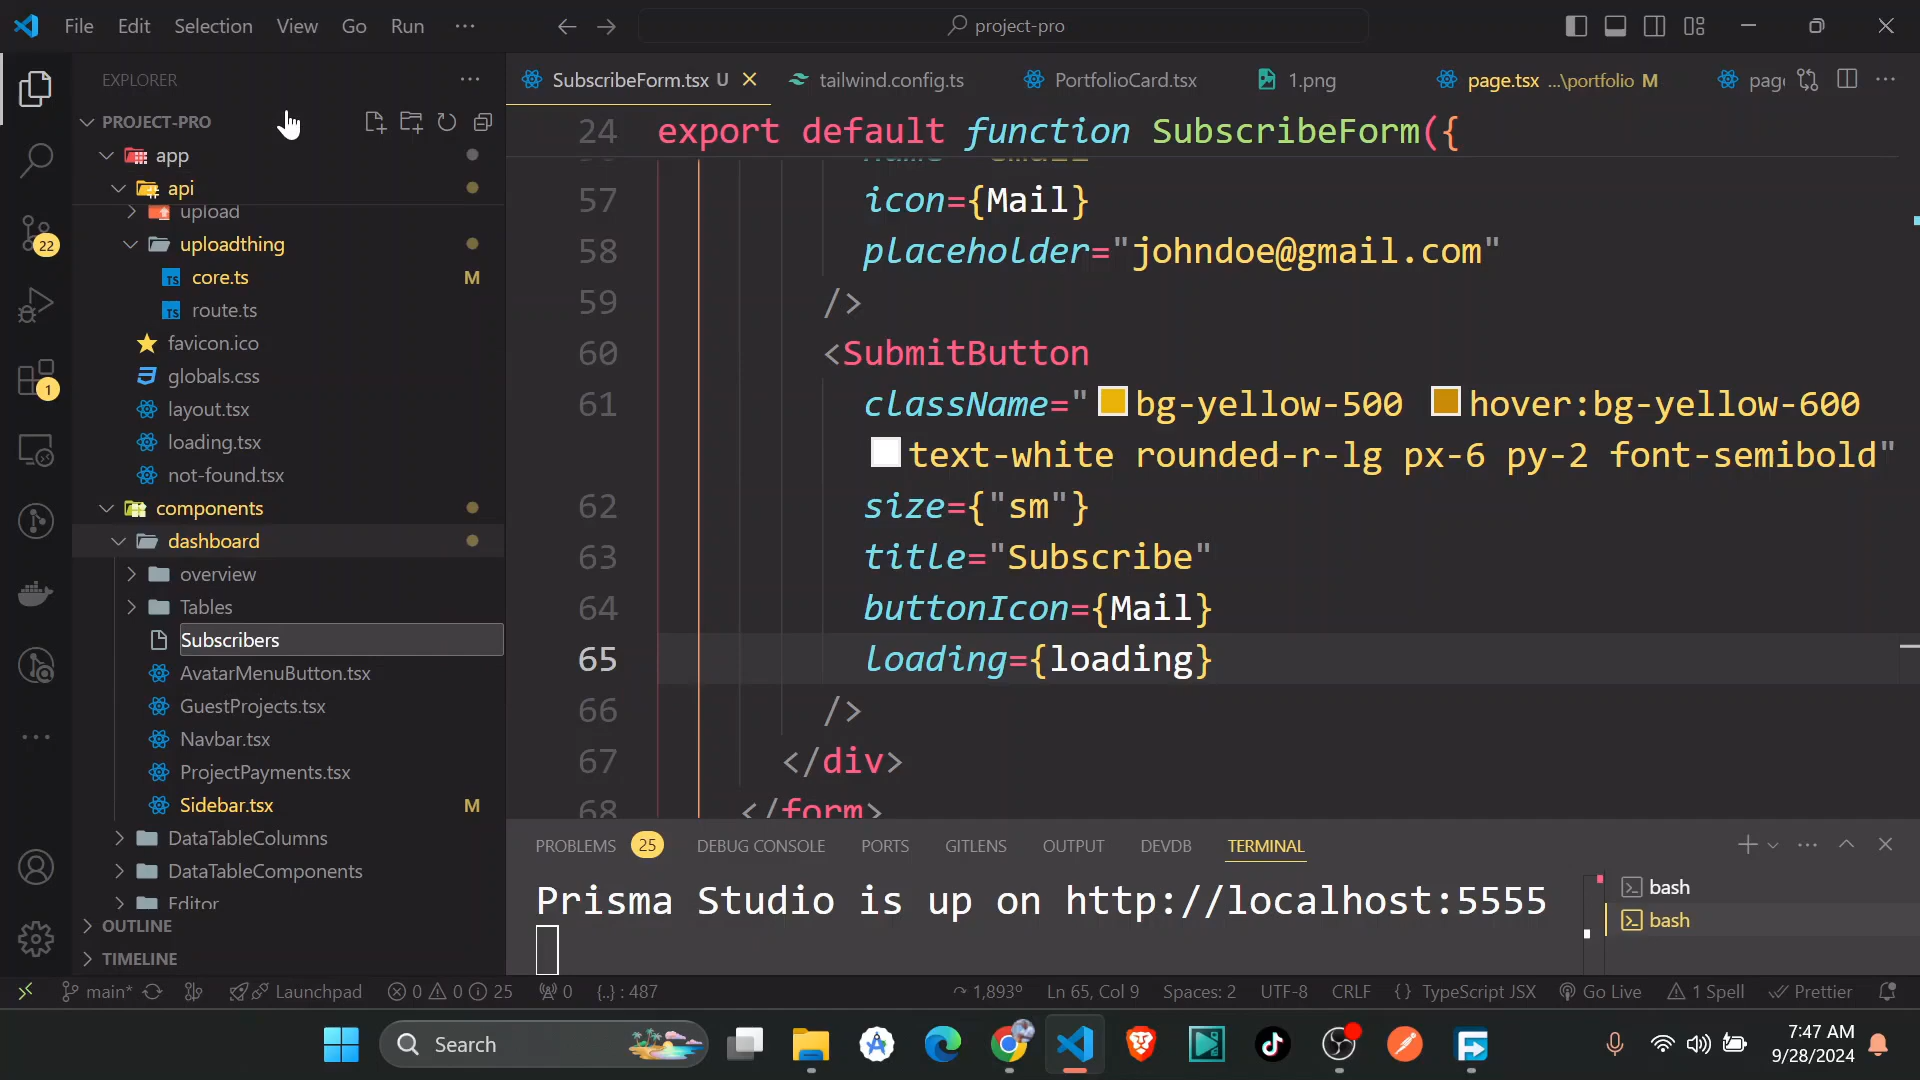 File Edit Selection View Go Run ··· project-pro
EXPLORER ···
PROJECT-PRO
app
api
upload
uploadthing
core.ts M
route.ts
favicon.ico
globals.css
layout.tsx
loading.tsx
not-found.tsx
components
dashboard
overview
Tables
Subscribers
AvatarMenuButton.tsx
GuestProjects.tsx
Navbar.tsx
ProjectPayments.tsx
Sidebar.tsx M
DataTableColumns
DataTableComponents
Editor
OUTLINE
TIMELINE
22
1
SubscribeForm.tsx U tailwind.config.ts PortfolioCard.tsx 1.png page.tsx ...\portfolio M page
24 export default function SubscribeForm({
57 icon={Mail}
58 placeholder="johndoe@gmail.com"
59 />
60 <SubmitButton
61 className="bg-yellow-500 hover:bg-yellow-600
text-white rounded-r-lg px-6 py-2 font-semibold"
62 size={"sm"}
63 title="Subscribe"
64 buttonIcon={Mail}
65 loading={loading}
66 />
67 </div>
68 </form>
PROBLEMS 25 DEBUG CONSOLE PORTS GITLENS OUTPUT DEVDB TERMINAL
Prisma Studio is up on http://localhost:5555
bash
bash
main* Launchpad 0 0 25 0 {..} : 487 1,893º Ln 65, Col 9 Spaces: 2 UTF-8 CRLF {} TypeScript JSX Go Live 1 Spell Prettier
Search
7:47 AM
9/28/2024